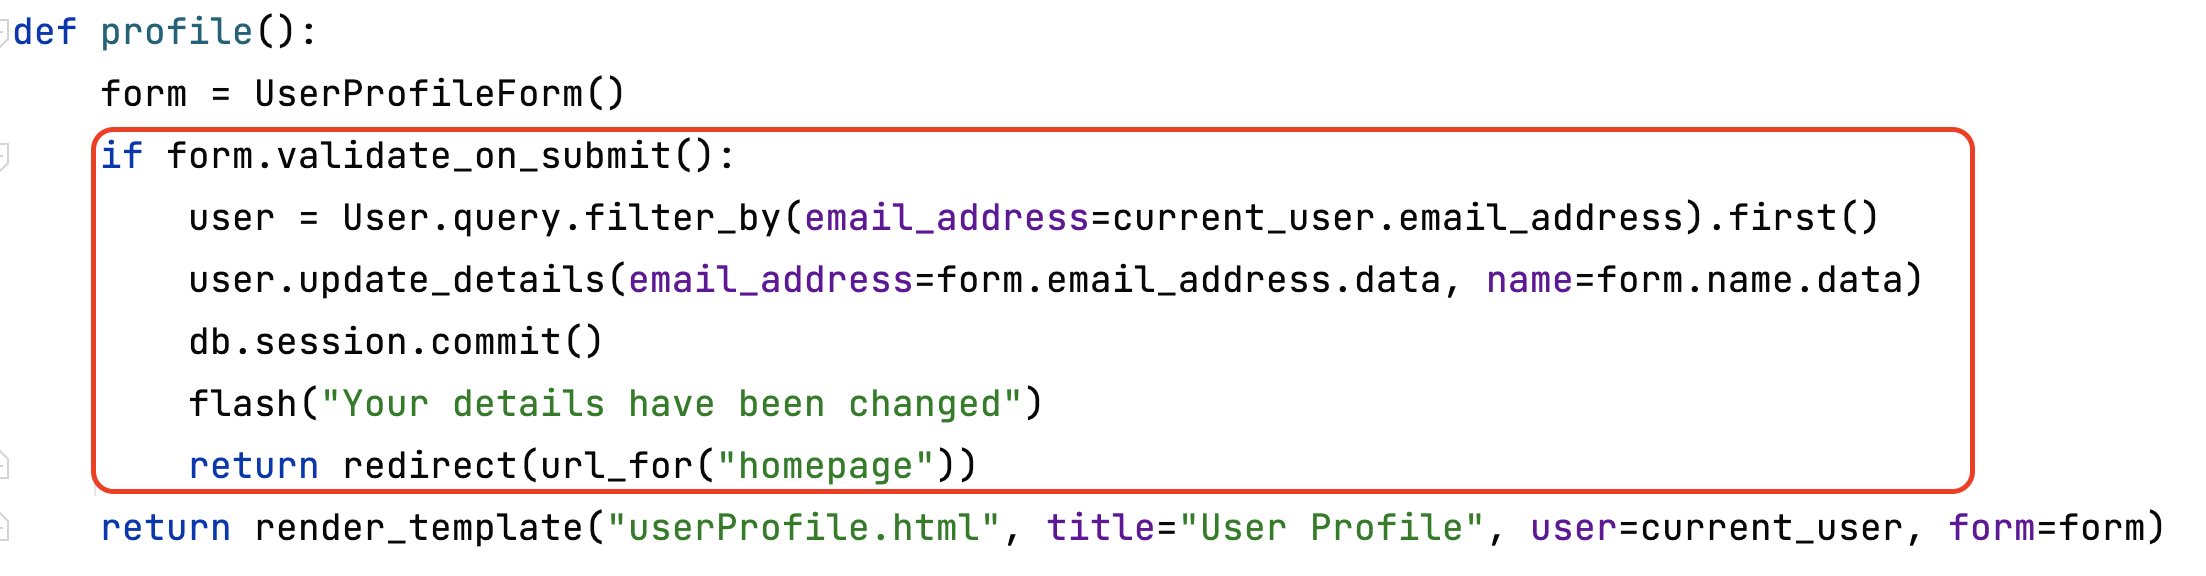 def profile():
    form = UserProfileForm()
    if form.validate_on_submit():
        user = User.query.filter_by(email_address=current_user.email_address).first()
        user.update_details(email_address=form.email_address.data, name=form.name.data)
        db.session.commit()
        flash("Your details have been changed")
        return redirect(url_for("homepage"))
    return render_template("userProfile.html", title="User Profile", user=current_user, form=form)